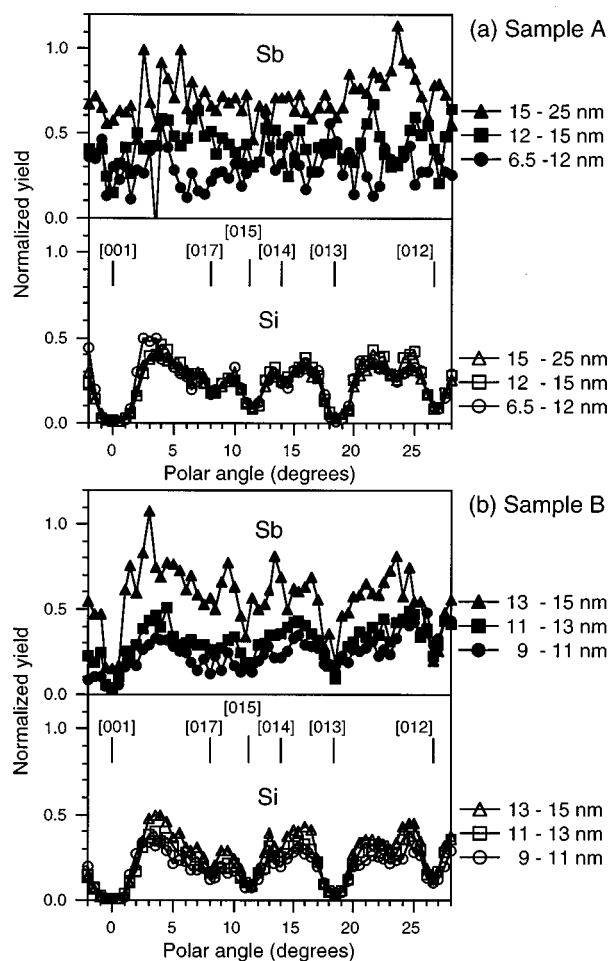 (a) Sample A
Normalized yield
1.0
0.5
0.0
Sb
15 - 25 nm
12 - 15 nm
6.5 -12 nm
1.0
0.5
0.0
[015]
[001] [017] [014] [013] [012]
Si
15 - 25 nm
12 - 15 nm
6.5 - 12 nm
0 5 10 15 20 25
Polar angle (degrees)
(b) Sample B
Normalized yield
1.0
0.5
0.0
Sb
13 - 15 nm
11 - 13 nm
9 - 11 nm
1.0
0.5
0.0
[015]
[001] [017] [014] [013] [012]
Si
13 - 15 nm
11 - 13 nm
9 - 11 nm
0 5 10 15 20 25
Polar angle (degrees)